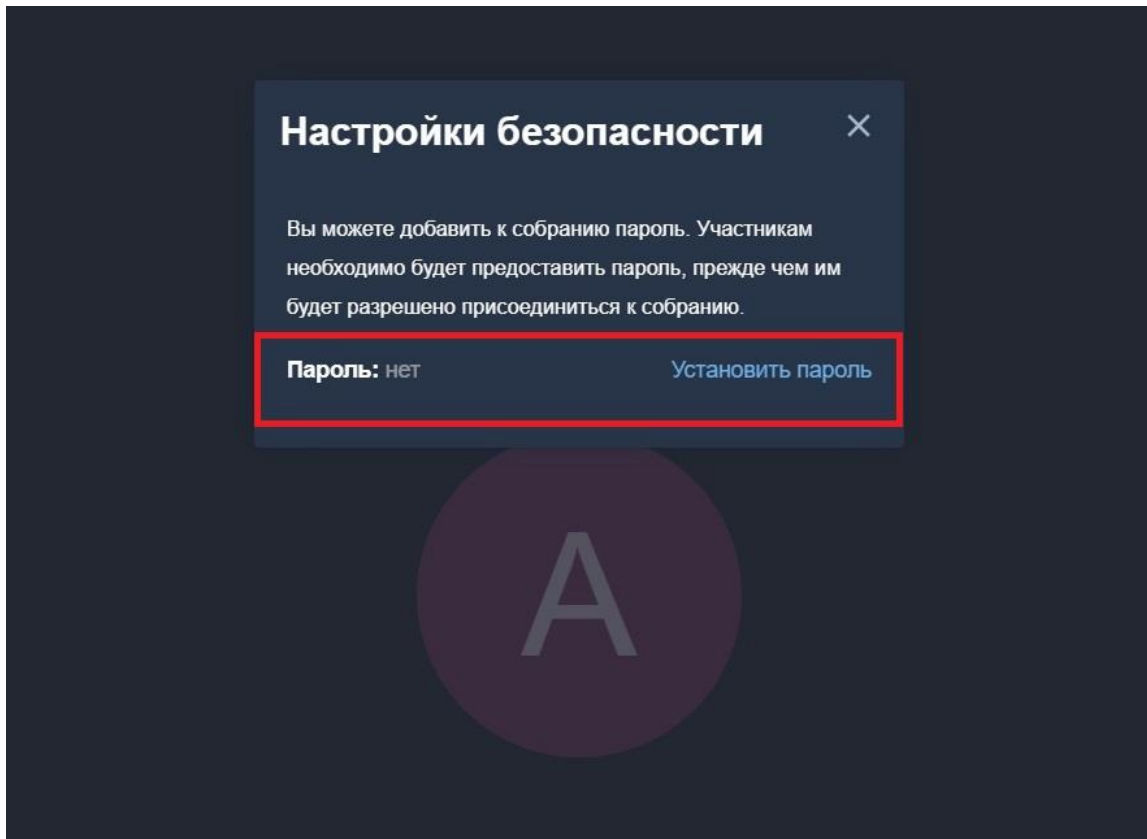 Настройки безопасности
Вы можете добавить к собранию пароль. Участникам
необходимо будет предоставить пароль, прежде чем им
будет разрешено присоединиться к собранию.
Пароль: нет Установить пароль
A